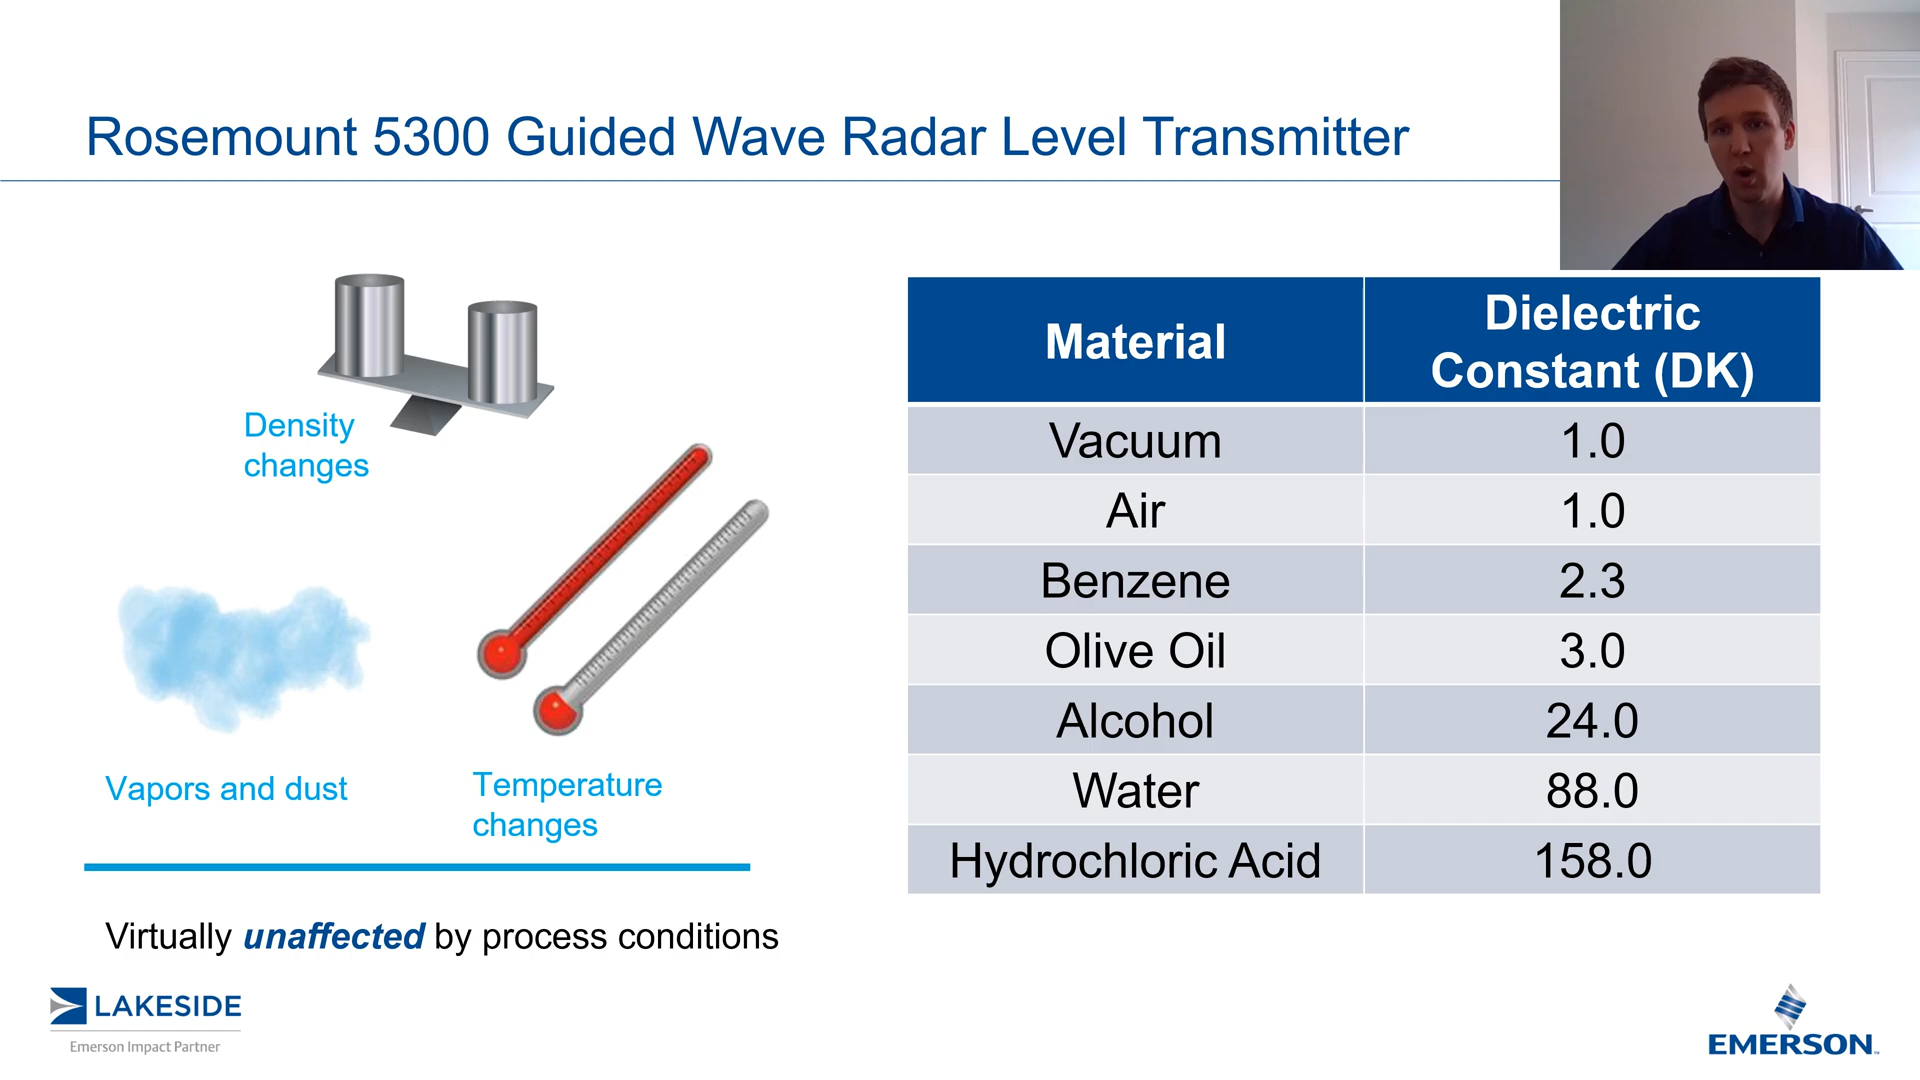 Rosemount 5300 Guided Wave Radar Level Transmitter
Density
changes
Vapors and dust
Temperature
changes
Virtually unaffected by process conditions
Material
Dielectric
Constant (DK)
Vacuum 1.0
Air 1.0
Benzene 2.3
Olive Oil 3.0
Alcohol 24.0
Water 88.0
Hydrochloric Acid 158.0
LAKESIDE
Emerson Impact Partner
EMERSON